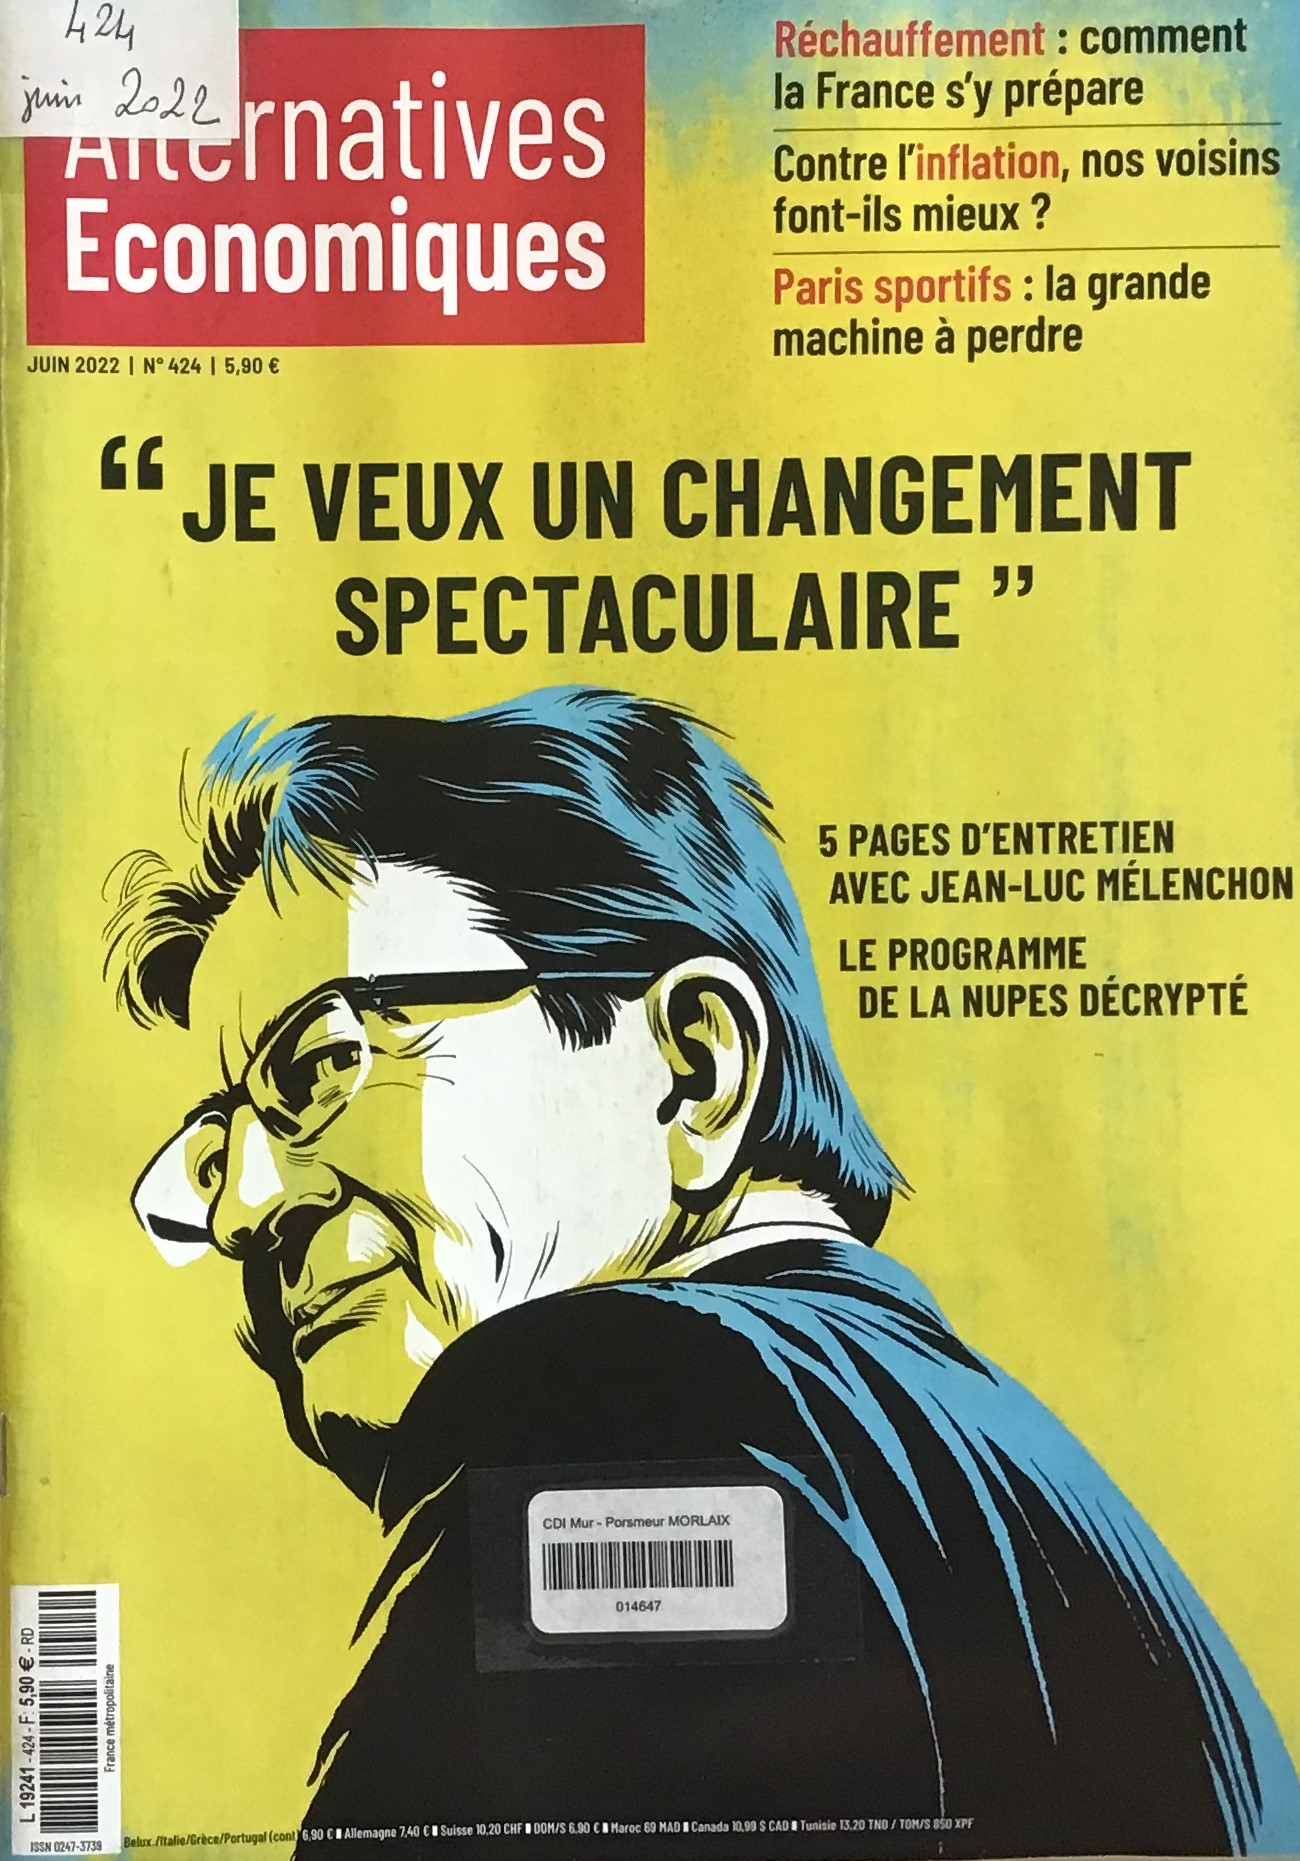 424
juin 2022
Alternatives
Economiques
JUIN 2022 | N° 424 | 5,90 €
Réchauffement : comment
la France s'y prépare
Contre l'inflation, nos voisins
font-ils mieux ?
Paris sportifs : la grande
machine à perdre
“ JE VEUX UN CHANGEMENT
SPECTACULAIRE ”
5 PAGES D'ENTRETIEN
AVEC JEAN-LUC MÉLENCHON
LE PROGRAMME
DE LA NUPES DÉCRYPTÉ
CDI Mur - Porsmeur MORLAIX
014647
L 19241 - 424 - F: 5,90 € - RD
France métropolitaine
ISSN 0247-3739
Belux./Italie/Grèce/Portugal (cont) 6,90 € ▮ Allemagne 7,40 € ▮ Suisse 10,20 CHF ▮ DOM/S 6,90 € ▮ Maroc 69 MAD ▮ Canada 10,99 $ CAD ▮ Tunisie 13,20 TND / TOM/S 850 XPF